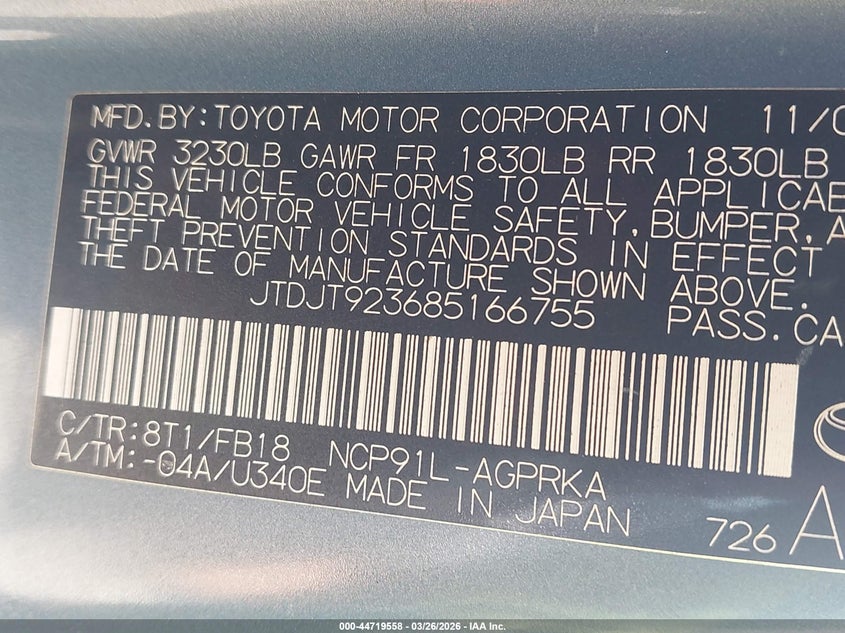 MFD.BY:TOYOTA MOTOR CORPORATION 11/0
GVWR 3230LB GAWR FR 1830LB RR 1830LB
THIS VEHICLE CONFORMS TO ALL APPLICAB
FEDERAL MOTOR VEHICLE SAFETY,BUMPER,A
THEFT PREVENTION STANDARDS IN EFFECT
THE DATE OF MANUFACTURE SHOWN ABOVE.
JTDJT923685166755 PASS.CA
C/TR:8T1/FB18 NCP91L-AGPRKA
A/TM:-04A/U340E MADE IN JAPAN
726 A
000-44719558 - 03/26/2026 - IAA Inc.